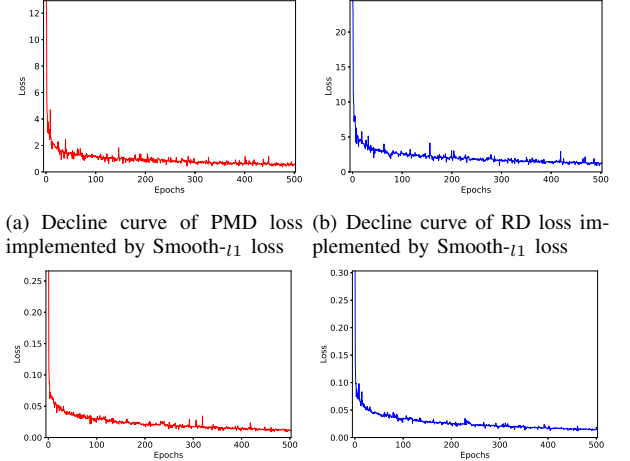 12
10
8
6
4
2
0
Loss
0 100 200 300 400 500
Epochs
20
15
10
5
0
Loss
0 100 200 300 400 500
Epochs
(a) Decline curve of PMD loss
implemented by Smooth-l1 loss
(b) Decline curve of RD loss im-
plemented by Smooth-l1 loss
0.25
0.20
0.15
0.10
0.05
0.00
Loss
0 100 200 300 400 500
Epochs
0.30
0.25
0.20
0.15
0.10
0.05
0.00
Loss
0 100 200 300 400 500
Epochs